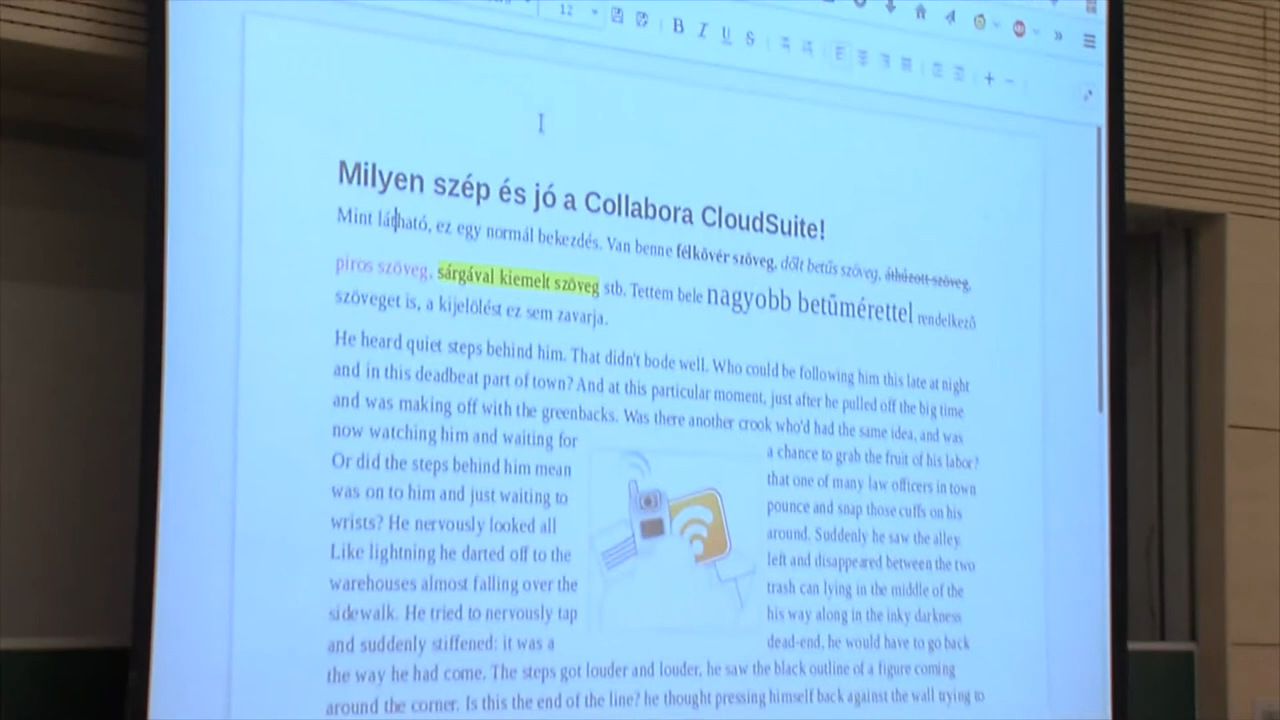 12
B I U S
Milyen szép és jó a Collabora CloudSuite!
Mint látható, ez egy normál bekezdés. Van benne félkövér szöveg, dőlt betűs szöveg, áthúzott szöveg,
piros szöveg, sárgával kiemelt szöveg stb. Tettem bele nagyobb betűmérettel rendelkező
szöveget is, a kijelölést ez sem zavarja.
He heard quiet steps behind him. That didn't bode well. Who could be following him this late at night
and in this deadbeat part of town? And at this particular moment, just after he pulled off the big time
and was making off with the greenbacks. Was there another crook who'd had the same idea, and was
now watching him and waiting for a chance to grab the fruit of his labor?
Or did the steps behind him mean that one of many law officers in town
was on to him and just waiting to pounce and snap those cuffs on his
wrists? He nervously looked all around. Suddenly he saw the alley.
Like lightning he darted off to the left and disappeared between the two
warehouses almost falling over the trash can lying in the middle of the
sidewalk. He tried to nervously tap his way along in the inky darkness
and suddenly stiffened: it was a dead-end, he would have to go back
the way he had come. The steps got louder and louder, he saw the black outline of a figure coming
around the corner. Is this the end of the line? he thought pressing himself back against the wall trying to